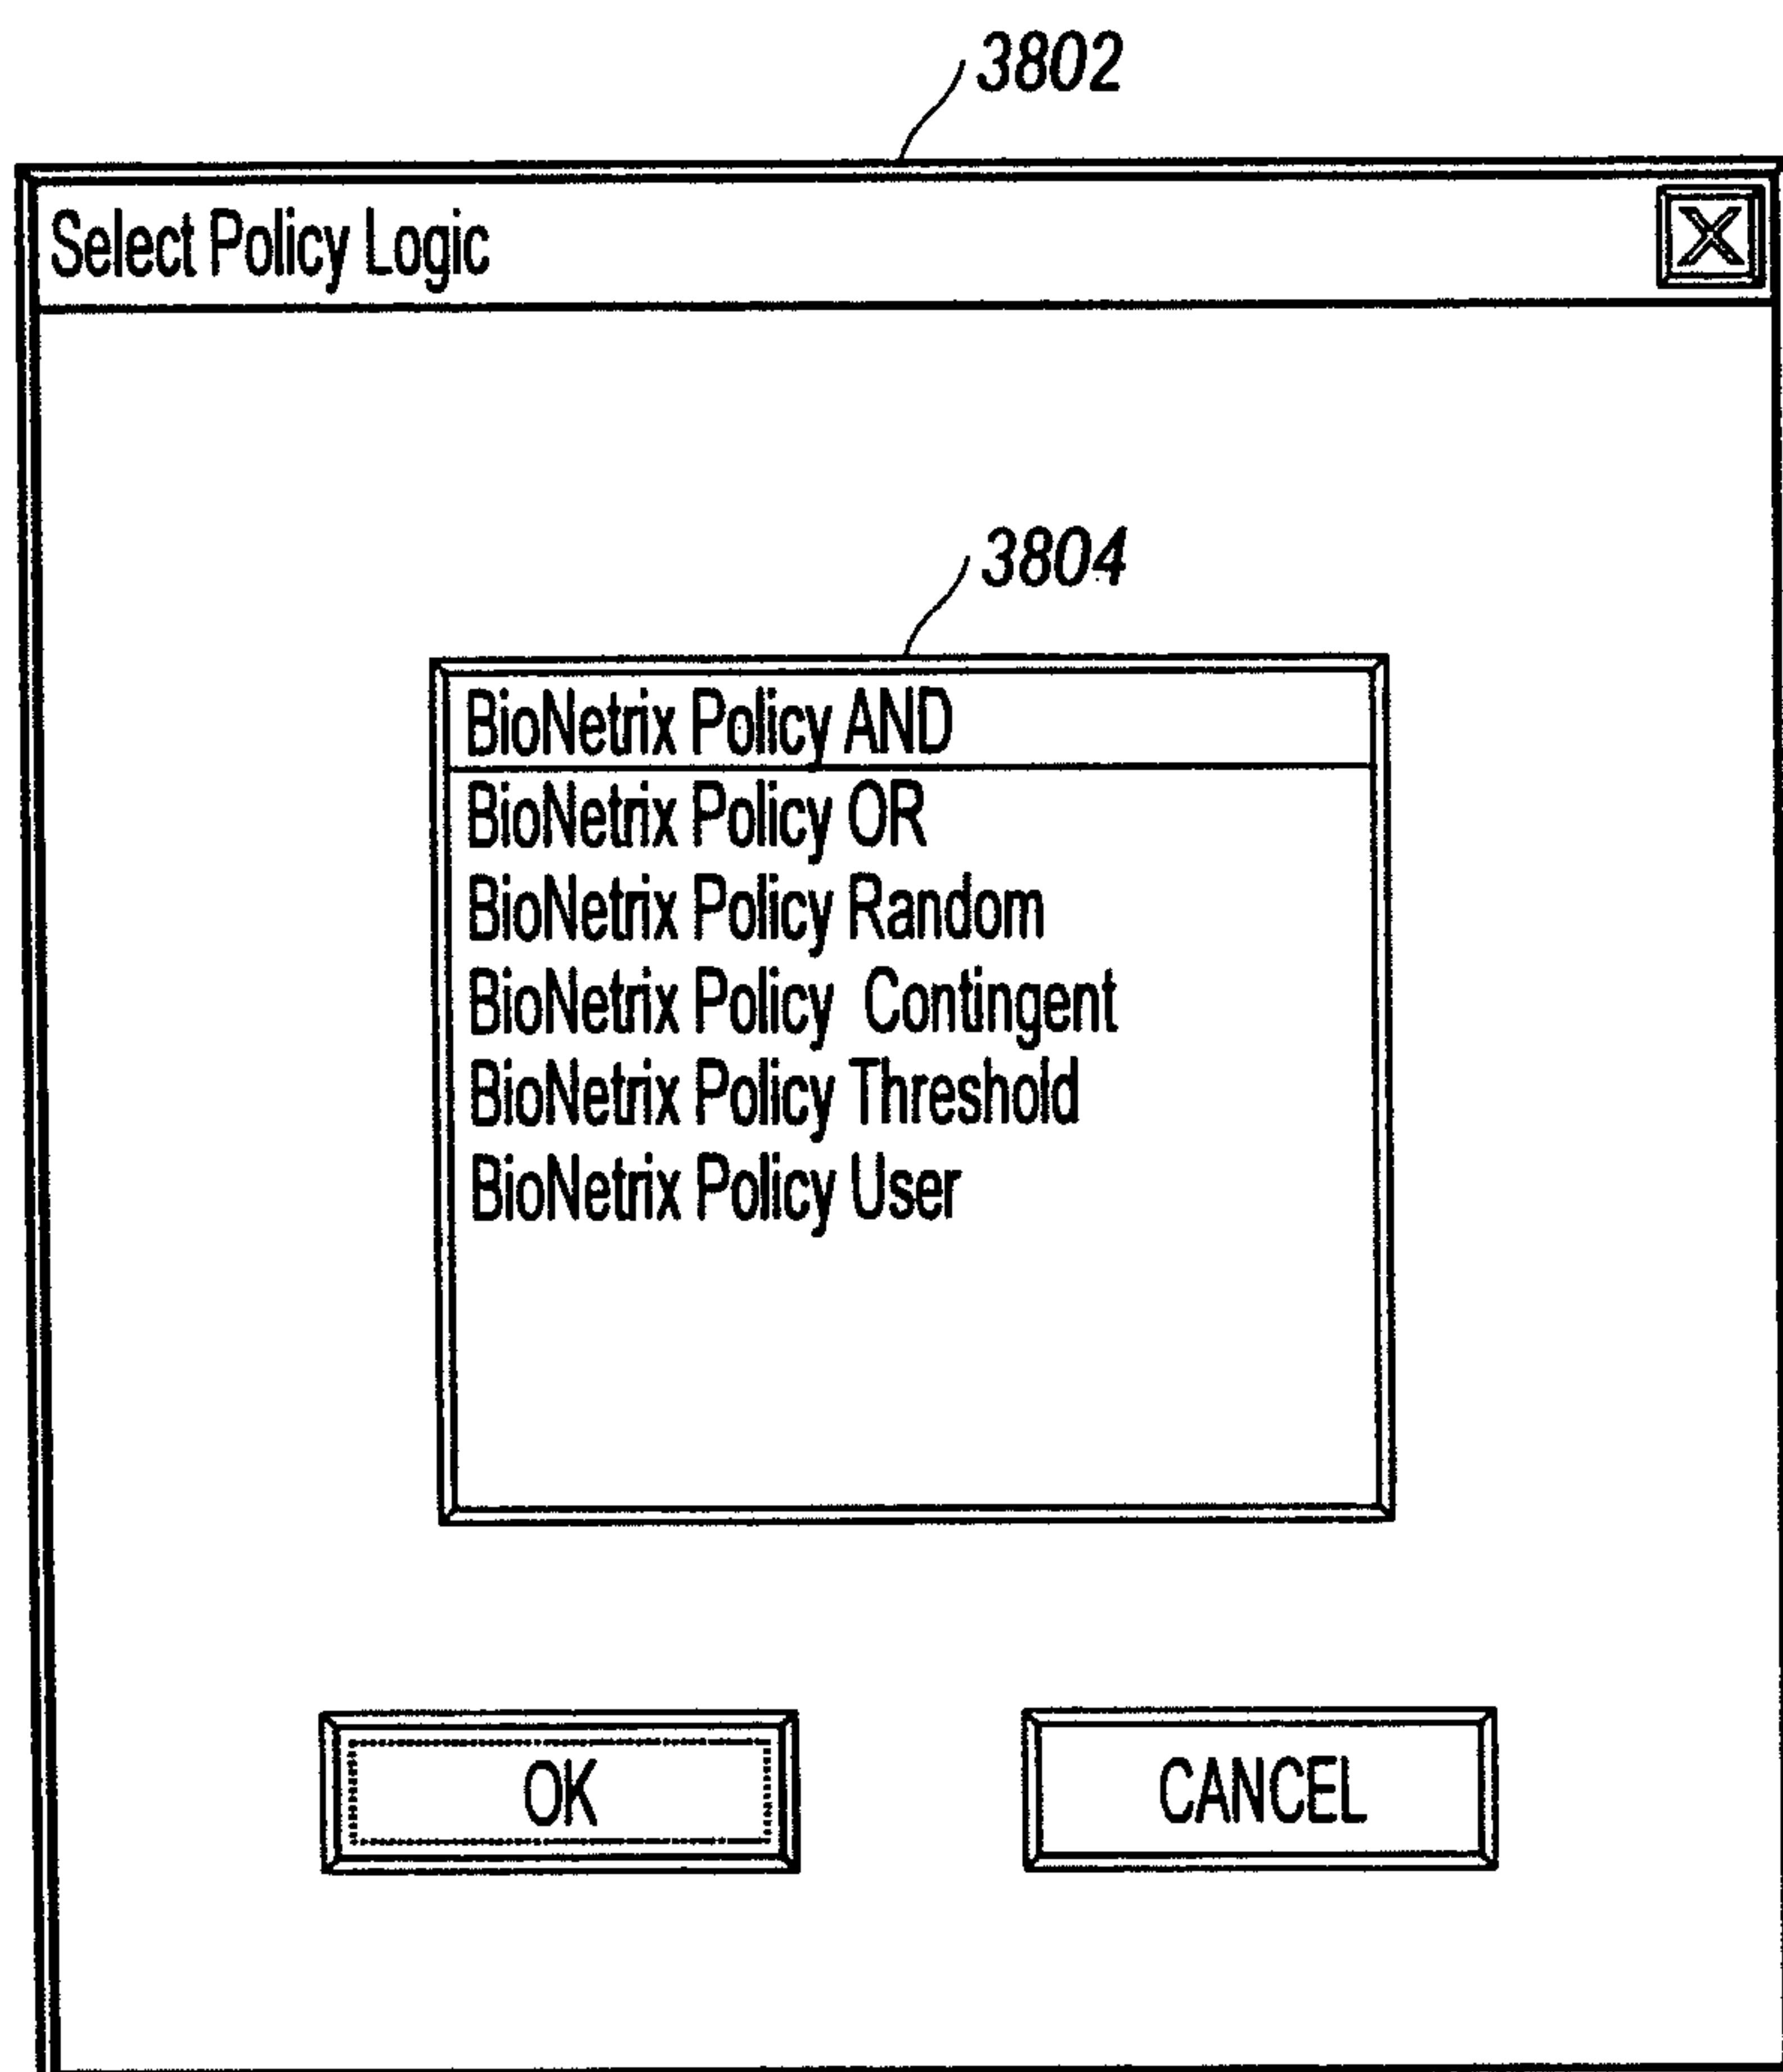 3802
Select Policy Logic X
3804
BioNetrix Policy AND
BioNetrix Policy OR
BioNetrix Policy Random
BioNetrix Policy Contingent
BioNetrix Policy Threshold
BioNetrix Policy User
OK CANCEL